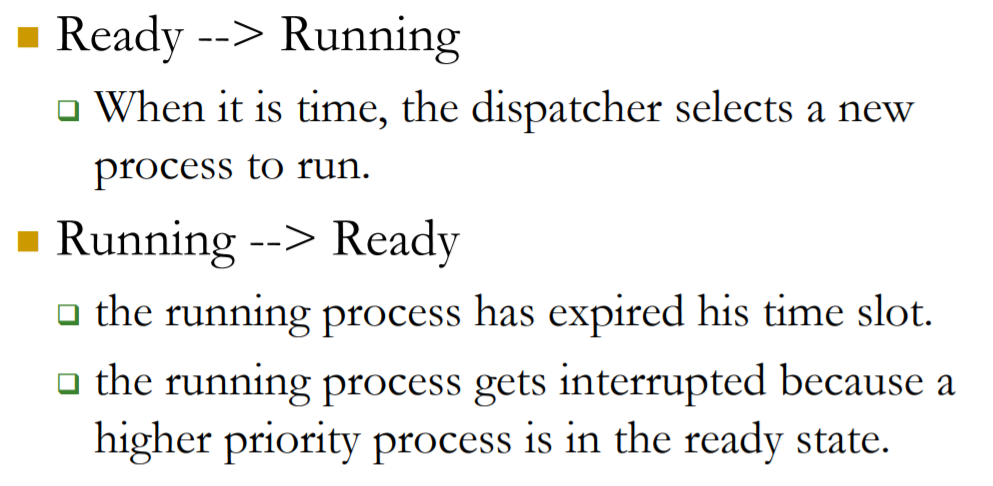 Ready --> Running
When it is time, the dispatcher selects a new
process to run.
Running --> Ready
the running process has expired his time slot.
the running process gets interrupted because a
higher priority process is in the ready state.